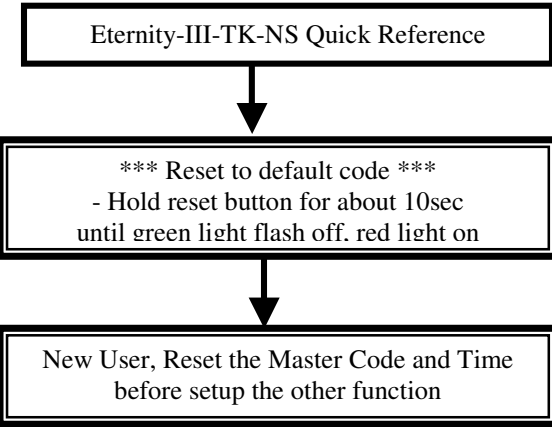 Eternity-III-TK-NS Quick Reference
*** Reset to default code ***
- Hold reset button for about 10sec
until green light flash off, red light on
New User, Reset the Master Code and Time
before setup the other function